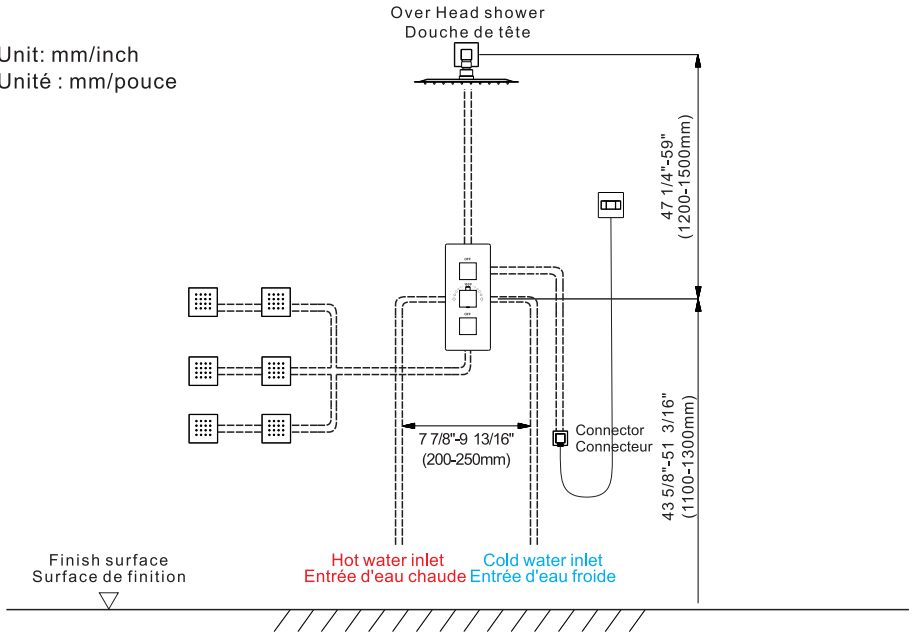 Over Head shower
Douche de tête
Unit: mm/inch
Unité : mm/pouce
47 1/4"-59"
(1200-1500mm)
OFF
OFF
Connector
Connecteur
7 7/8"-9 13/16"
(200-250mm)
43 5/8"-51 3/16"
(1100-1300mm)
Finish surface
Surface de finition
Hot water inlet
Entrée d'eau chaude
Cold water inlet
Entrée d'eau froide